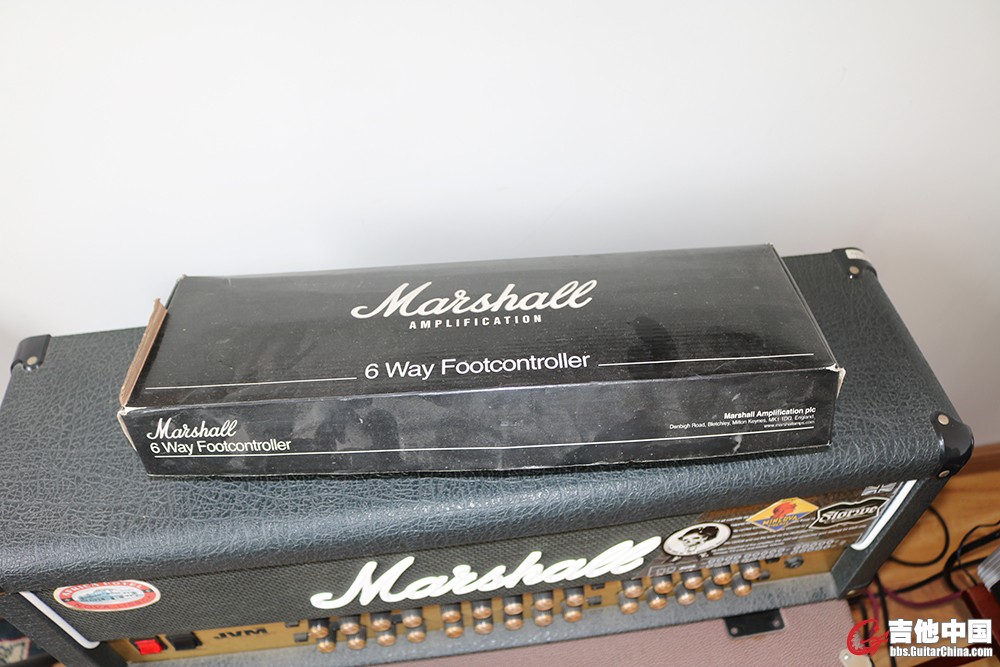 Marshall
AMPLIFICATION
6 Way Footcontroller
Marshall
6 Way Footcontroller
Marshall Amplification plc
Denbigh Road, Bletchley, Milton Keynes, MK1 1DQ, England.
www.marshallamps.com
Marshall
MINERVA
JVM
吉他中国
bbs.GuitarChina.com